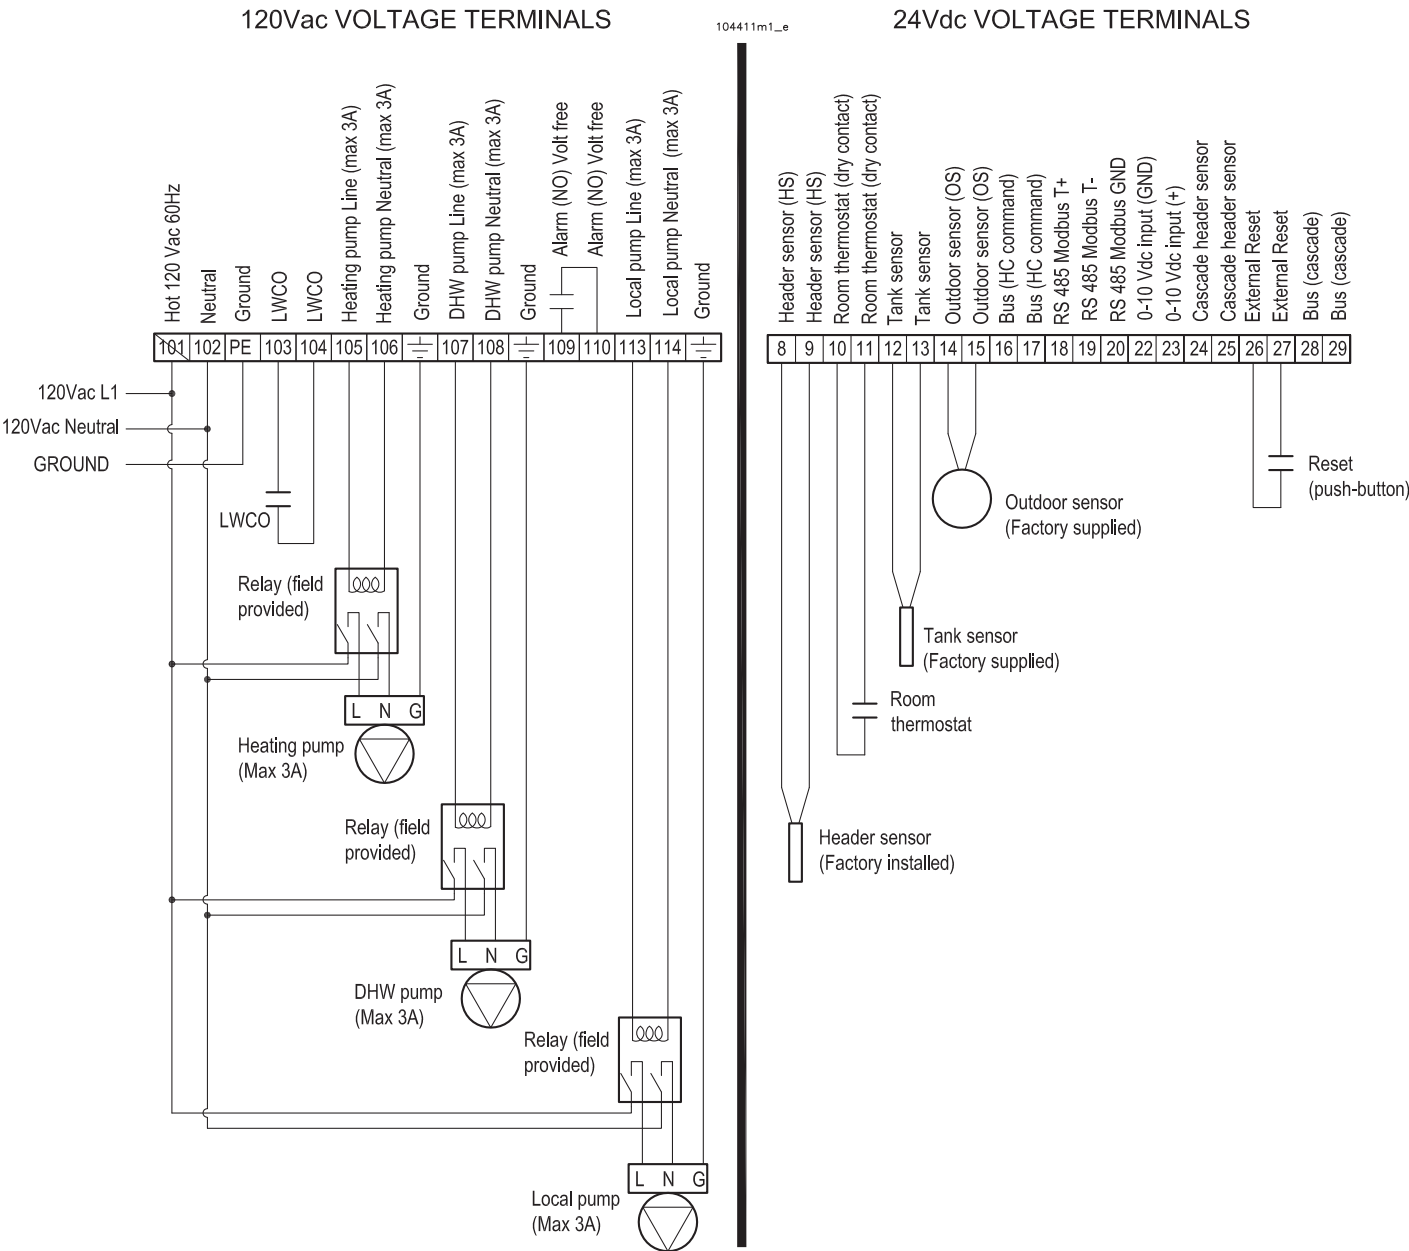 120Vac VOLTAGE TERMINALS
104411m1_e
24Vdc VOLTAGE TERMINALS
Hot 120 Vac 60Hz
Neutral
Ground
LWCO
LWCO
Heating pump Line (max 3A)
Heating pump Neutral (max 3A)
Ground
DHW pump Line (max 3A)
DHW pump Neutral (max 3A)
Ground
Alarm (NO) Volt free
Alarm (NO) Volt free
Local pump Line (max 3A)
Local pump Neutral (max 3A)
Ground
101 102 PE 103 104 105 106 107 108 109 110 113 114
120Vac L1
120Vac Neutral
GROUND
LWCO
Relay (field
provided)
L N G
Heating pump
(Max 3A)
Relay (field
provided)
L N G
DHW pump
(Max 3A)
Relay (field
provided)
L N G
Local pump
(Max 3A)
Header sensor (HS)
Header sensor (HS)
Room thermostat (dry contact)
Room thermostat (dry contact)
Tank sensor
Tank sensor
Outdoor sensor (OS)
Outdoor sensor (OS)
Bus (HC command)
Bus (HC command)
RS 485 Modbus T+
RS 485 Modbus T-
RS 485 Modbus GND
0-10 Vdc input (GND)
0-10 Vdc input (+)
Cascade header sensor
Cascade header sensor
External Reset
External Reset
Bus (cascade)
Bus (cascade)
8 9 10 11 12 13 14 15 16 17 18 19 20 22 23 24 25 26 27 28 29
Reset
(push-button)
Outdoor sensor
(Factory supplied)
Tank sensor
(Factory supplied)
Room
thermostat
Header sensor
(Factory installed)